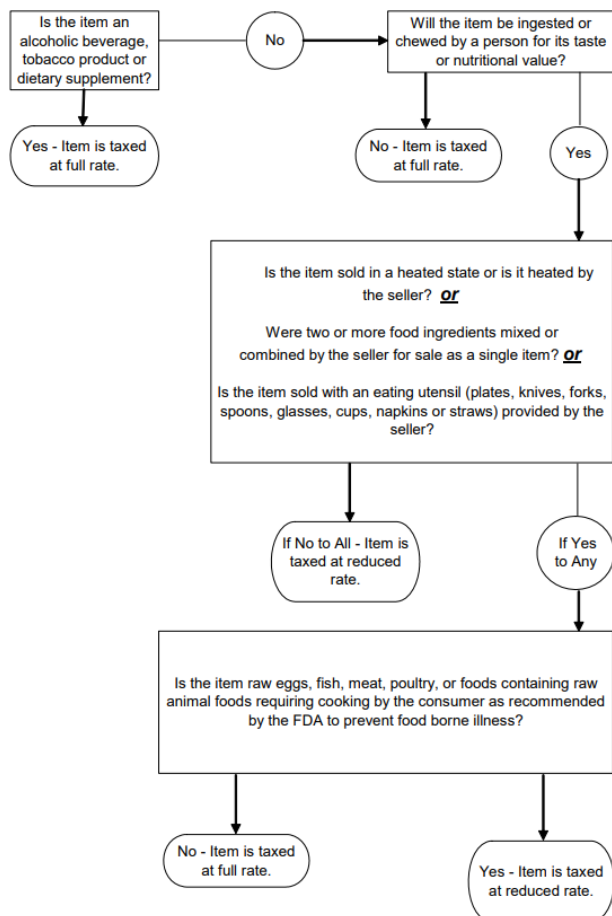 Is the item an
alcoholic beverage,
tobacco product or
dietary supplement?
No
Will the item be ingested or
chewed by a person for its taste
or nutritional value?
Yes - Item is taxed
at full rate.
No - Item is taxed
at full rate.
Yes
Is the item sold in a heated state or is it heated by
the seller? or
Were two or more food ingredients mixed or
combined by the seller for sale as a single item? or
Is the item sold with an eating utensil (plates, knives, forks,
spoons, glasses, cups, napkins or straws) provided by the
seller?
If No to All - Item is
taxed at reduced
rate.
If Yes
to Any
Is the item raw eggs, fish, meat, poultry, or foods containing raw
animal foods requiring cooking by the consumer as recommended
by the FDA to prevent food borne illness?
No - Item is taxed
at full rate.
Yes - Item is taxed
at reduced rate.